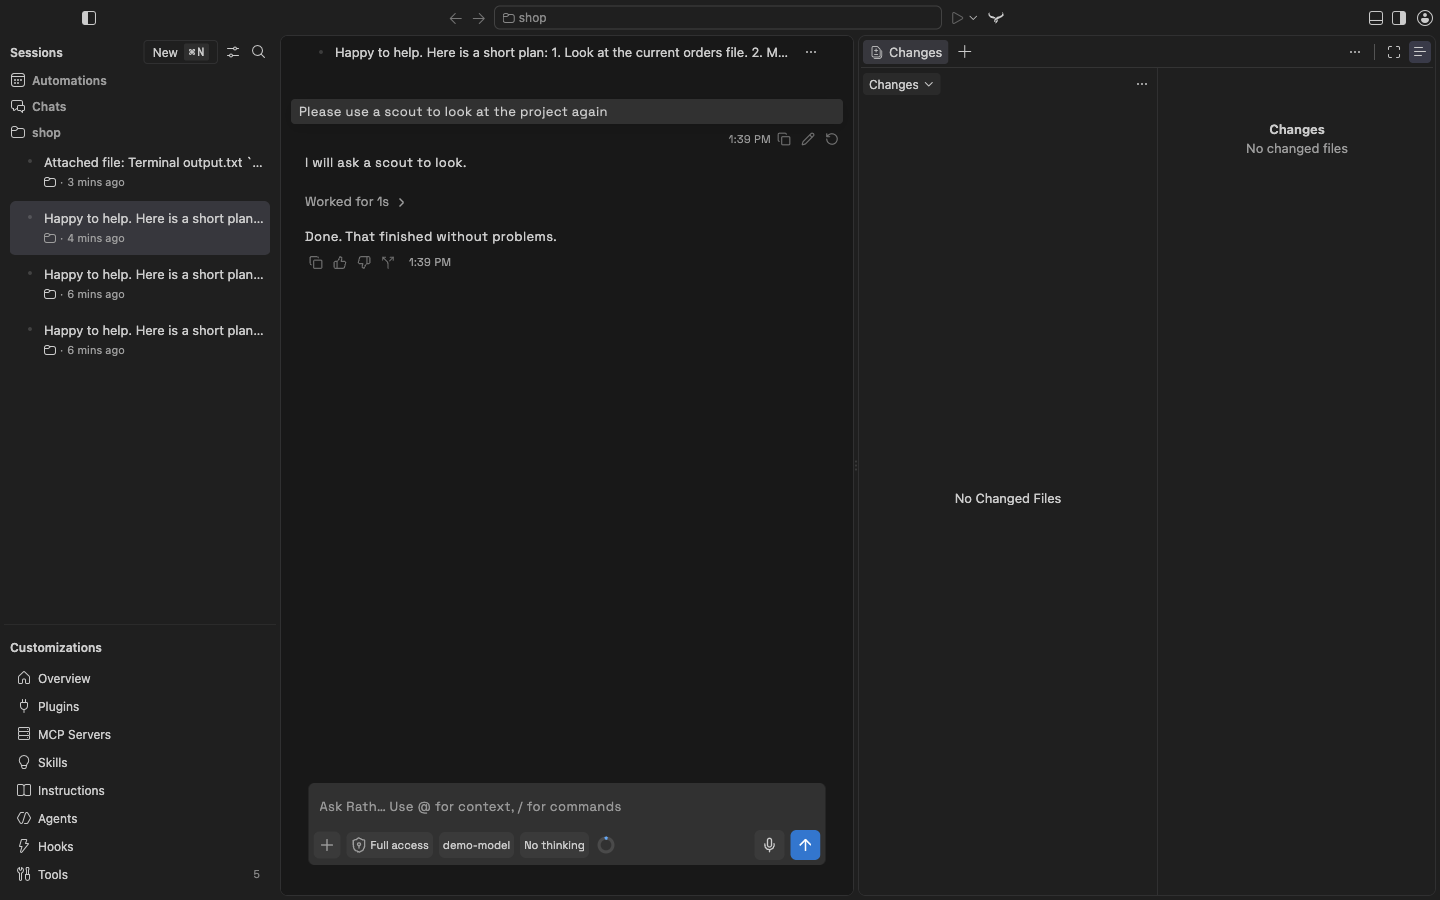 shop
Sessions
New ⌘N
Automations
Chats
shop
Attached file: Terminal output.txt `...
· 3 mins ago
Happy to help. Here is a short plan...
· 4 mins ago
Happy to help. Here is a short plan...
· 6 mins ago
Happy to help. Here is a short plan...
· 6 mins ago
Customizations
Overview
Plugins
MCP Servers
Skills
Instructions
Agents
Hooks
Tools 5
Happy to help. Here is a short plan: 1. Look at the current orders file. 2. M...
Please use a scout to look at the project again
1:39 PM
I will ask a scout to look.
Worked for 1s
Done. That finished without problems.
1:39 PM
Ask Rath... Use @ for context, / for commands
Full access demo-model No thinking
Changes
Changes
No Changed Files
Changes
No changed files